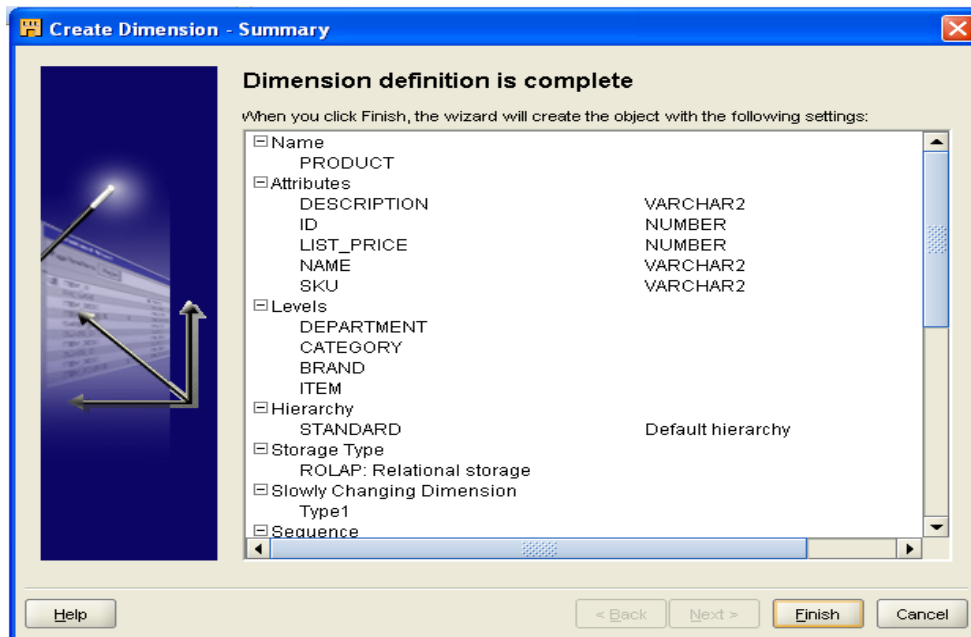 Create Dimension - Summary
Dimension definition is complete
When you click Finish, the wizard will create the object with the following settings:
Name
PRODUCT
Attributes
DESCRIPTION VARCHAR2
ID NUMBER
LIST_PRICE NUMBER
NAME VARCHAR2
SKU VARCHAR2
Levels
DEPARTMENT
CATEGORY
BRAND
ITEM
Hierarchy
STANDARD Default hierarchy
Storage Type
ROLAP: Relational storage
Slowly Changing Dimension
Type1
Sequence
Help < Back Next > Finish Cancel